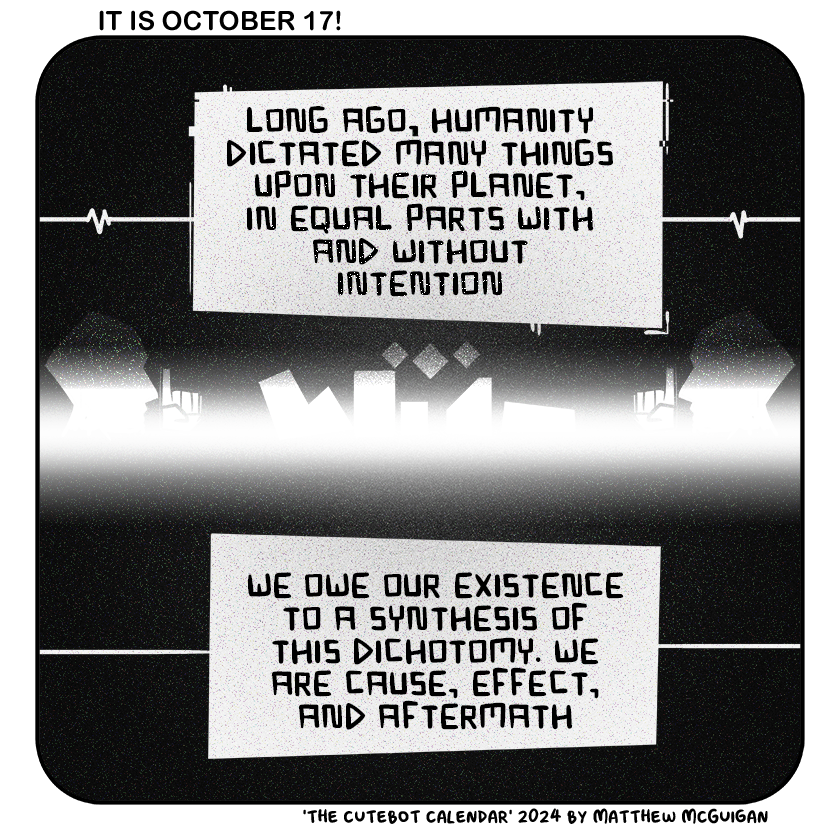 IT IS OCTOBER 17!
LONG AGO, HUMANITY
DICTATED MANY THINGS
UPON THEIR PLANET,
IN EQUAL PARTS WITH
AND WITHOUT
INTENTION
WE OWE OUR EXISTENCE
TO A SYNTHESIS OF
THIS DICHOTOMY. WE
ARE CAUSE, EFFECT,
AND AFTERMATH
'THE CUTEBOT CALENDAR' 2024 BY MATTHEW MCGUIGAN